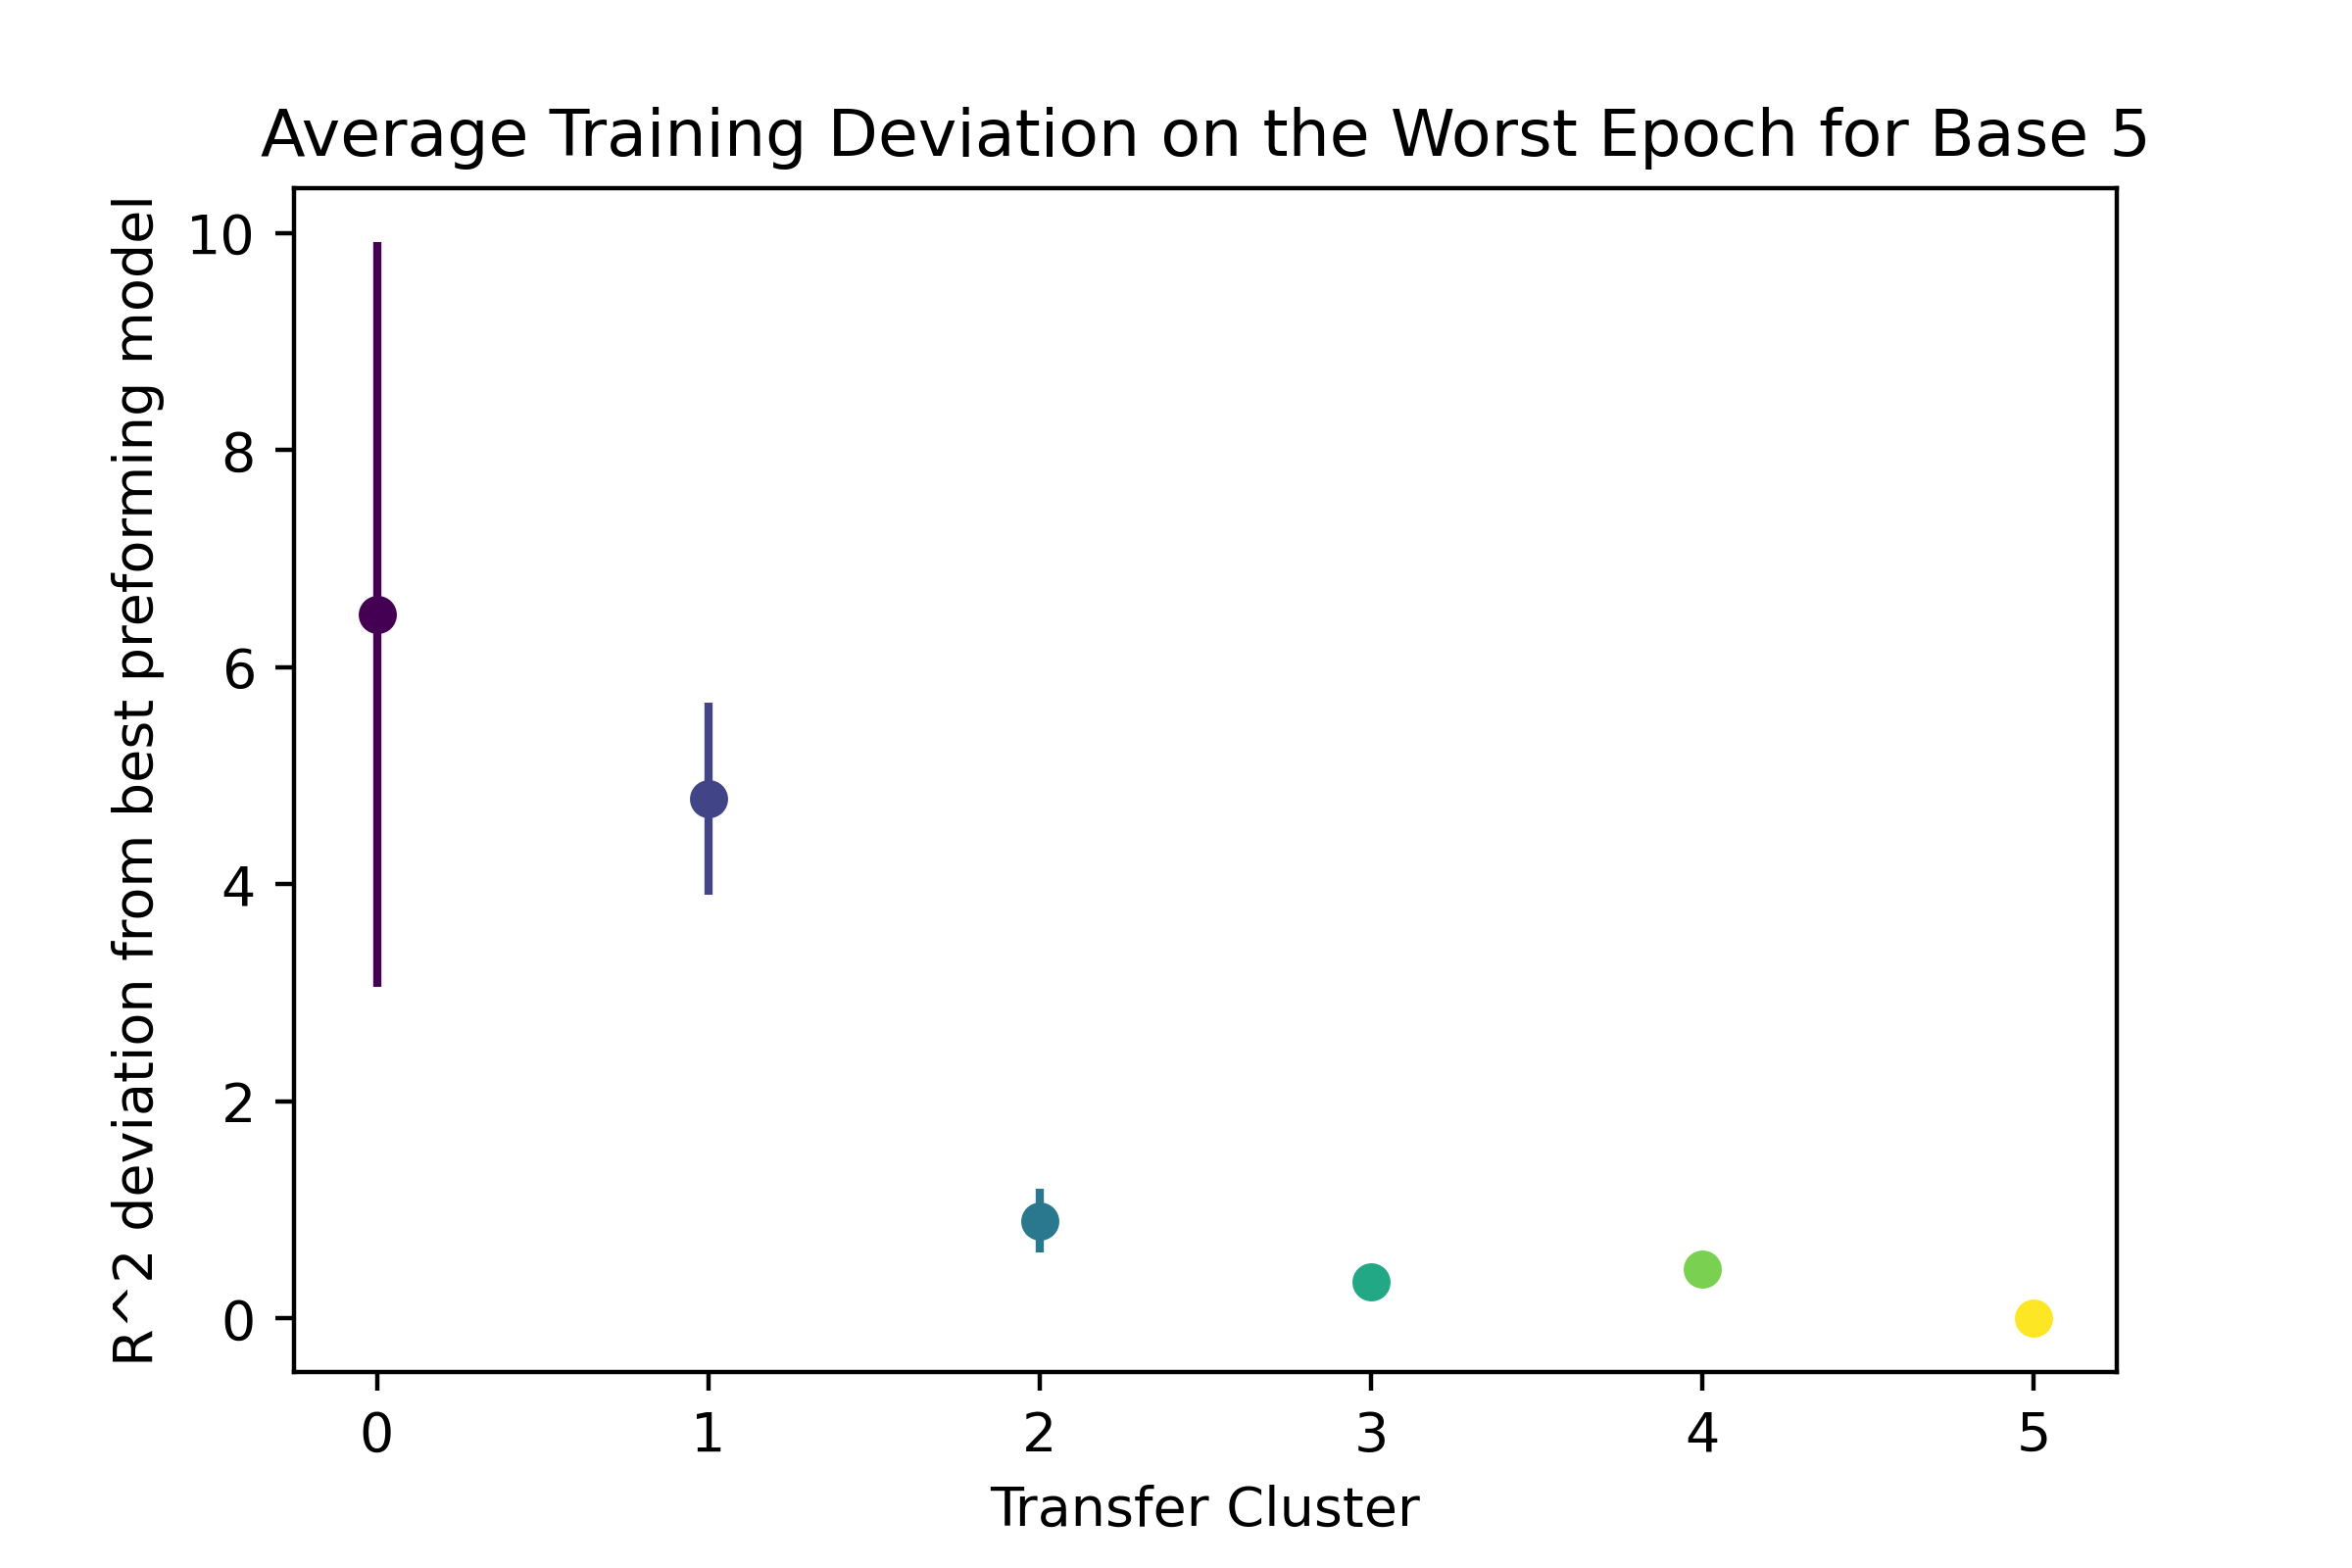 Average Training Deviation on the Worst Epoch for Base 5
R^2 deviation from best preforming model
10
8
6
4
2
0
0 1 2 3 4 5
Transfer Cluster